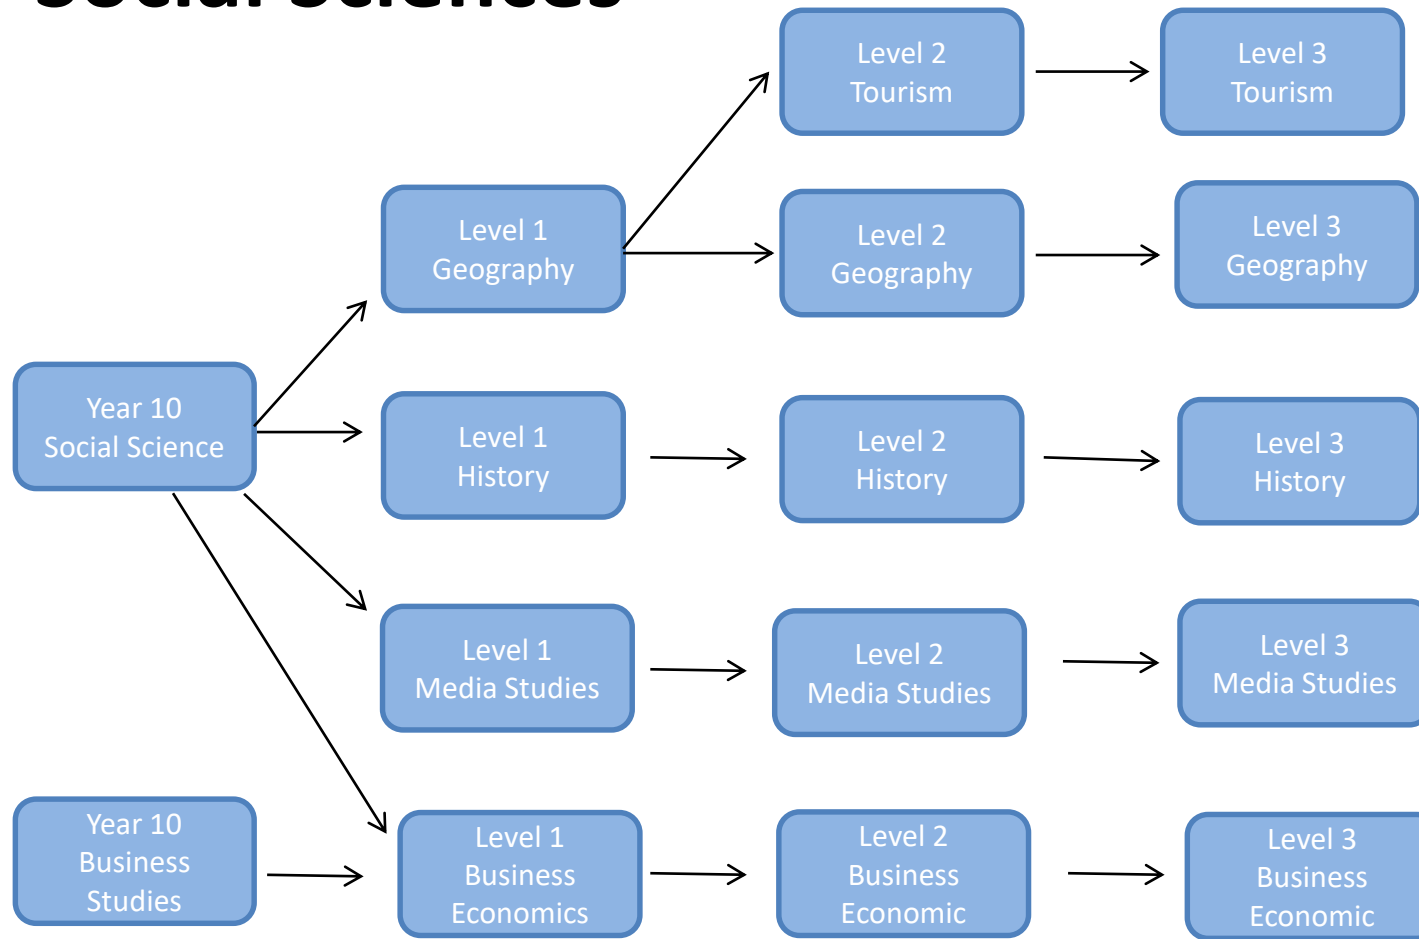 Social Sciences
Level 2
Tourism
Level 3
Tourism
Level 1
Geography
Level 2
Geography
Level 3
Geography
Year 10
Social Science
Level 1
History
Level 2
History
Level 3
History
Level 1
Media Studies
Level 2
Media Studies
Level 3
Media Studies
Year 10
Business
Studies
Level 1
Business
Economics
Level 2
Business
Economic
Level 3
Business
Economic